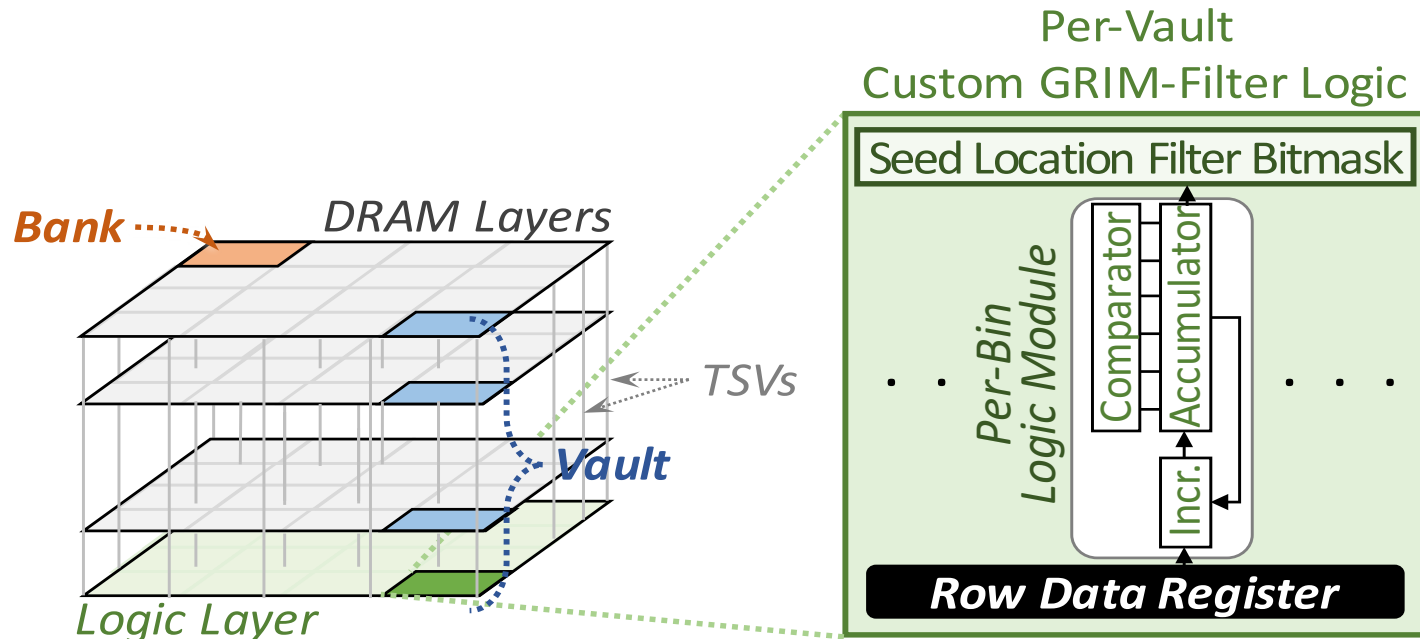 Per-Vault
Custom GRIM-Filter Logic
Seed Location Filter Bitmask
Bank
DRAM Layers
TSVs
Vault
Logic Layer
Per-Bin
Logic Module
Comparator
Accumulator
Incr.
. .
. . .
Row Data Register